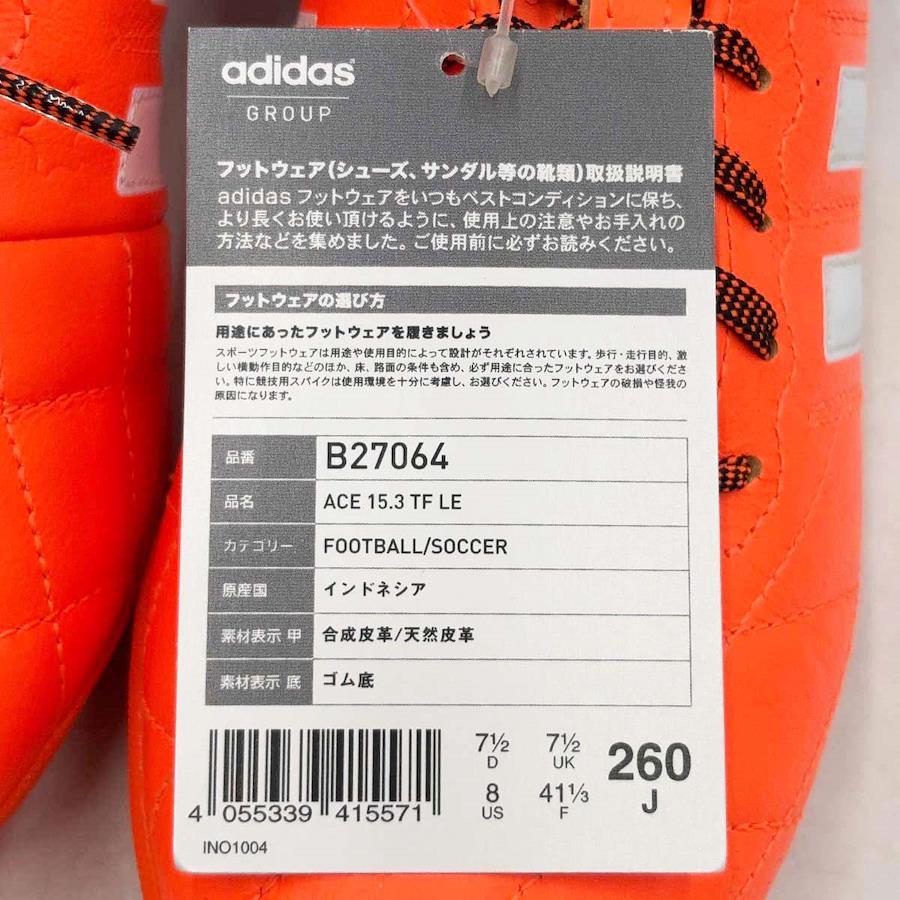 adidas
GROUP
フットウェア(シューズ、サンダル等の靴類)取扱説明書
adidas フットウェアをいつもベストコンディションに保ち、
より長くお使い頂けるように、使用上の注意やお手入れの
方法などを集めました。ご使用前に必ずお読みください。
フットウェアの選び方
用途にあったフットウェアを履きましょう
スポーツフットウェアは用途や使用目的によって設計がそれぞれされています。歩行・走行目的、激
しい横動作目的などのほか、床、路面の条件も含め、必ず用途に合ったフットウェアをお選びくださ
い。特に競技用スパイクは使用環境を十分に考慮し、お選びください。フットウェアの破損や怪我の
原因になります。
品番 B27064
品名 ACE 15.3 TF LE
カテゴリー FOOTBALL/SOCCER
原産国 インドネシア
素材表示 甲 合成皮革/天然皮革
素材表示 底 ゴム底
7½ 7½ 260
D UK J
8 41⅓
US F
4 055339 415571
INO1004